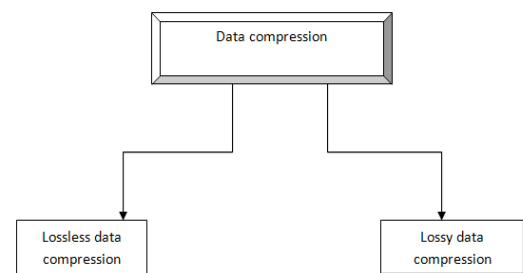 Data compression
Lossless data
compression
Lossy data
compression